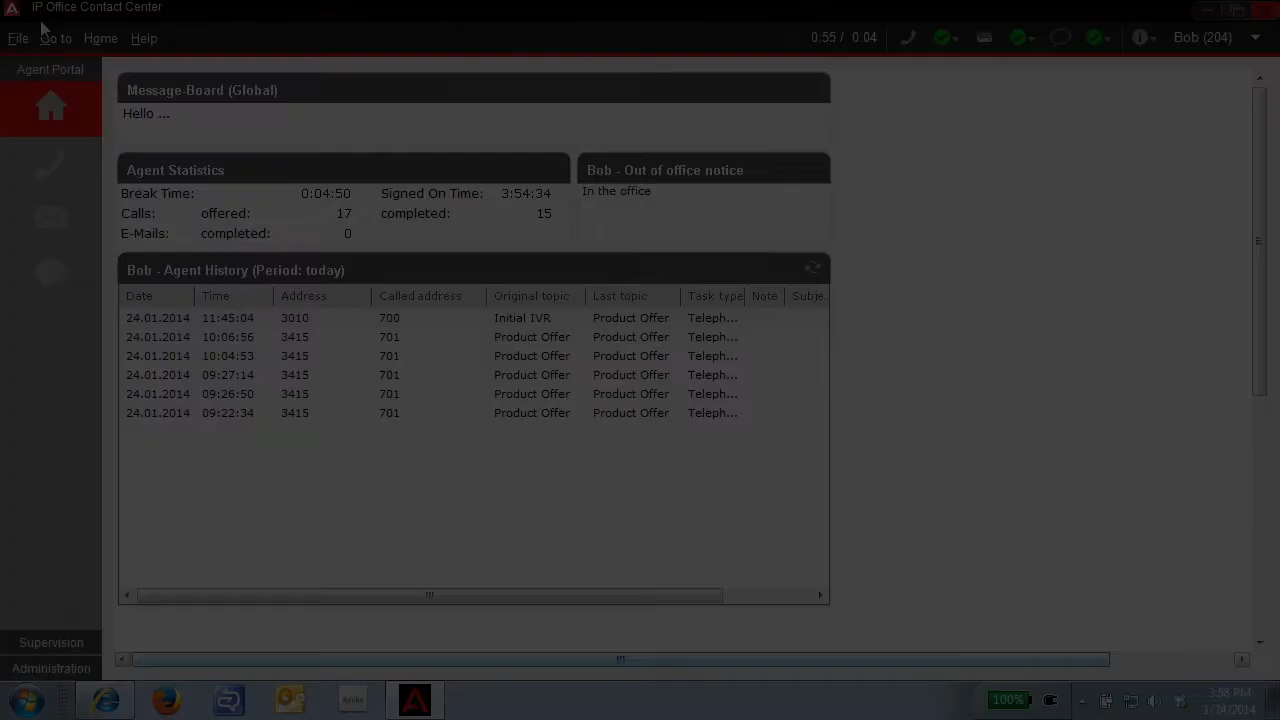 IP Office Contact Center
File Go to Home Help 0:55 / 0:04 Bob (204)
Agent Portal
Message-Board (Global)
Hello ...
Agent Statistics Bob - Out of office notice
Break Time: 0:04:50 Signed On Time: 3:54:34 In the office
Calls: offered: 17 completed: 15
E-Mails: completed: 0
Bob - Agent History (Period: today)
Date Time Address Called address Original topic Last topic Task type Note Subje...
24.01.2014 11:45:04 3010 700 Initial IVR Product Offer Teleph...
24.01.2014 10:06:56 3415 701 Product Offer Product Offer Teleph...
24.01.2014 10:04:53 3415 701 Product Offer Product Offer Teleph...
24.01.2014 09:27:14 3415 701 Product Offer Product Offer Teleph...
24.01.2014 09:26:50 3415 701 Product Offer Product Offer Teleph...
24.01.2014 09:22:34 3415 701 Product Offer Product Offer Teleph...
Supervision
Administration
Adobe 100% 3:58 PM
1/24/2014